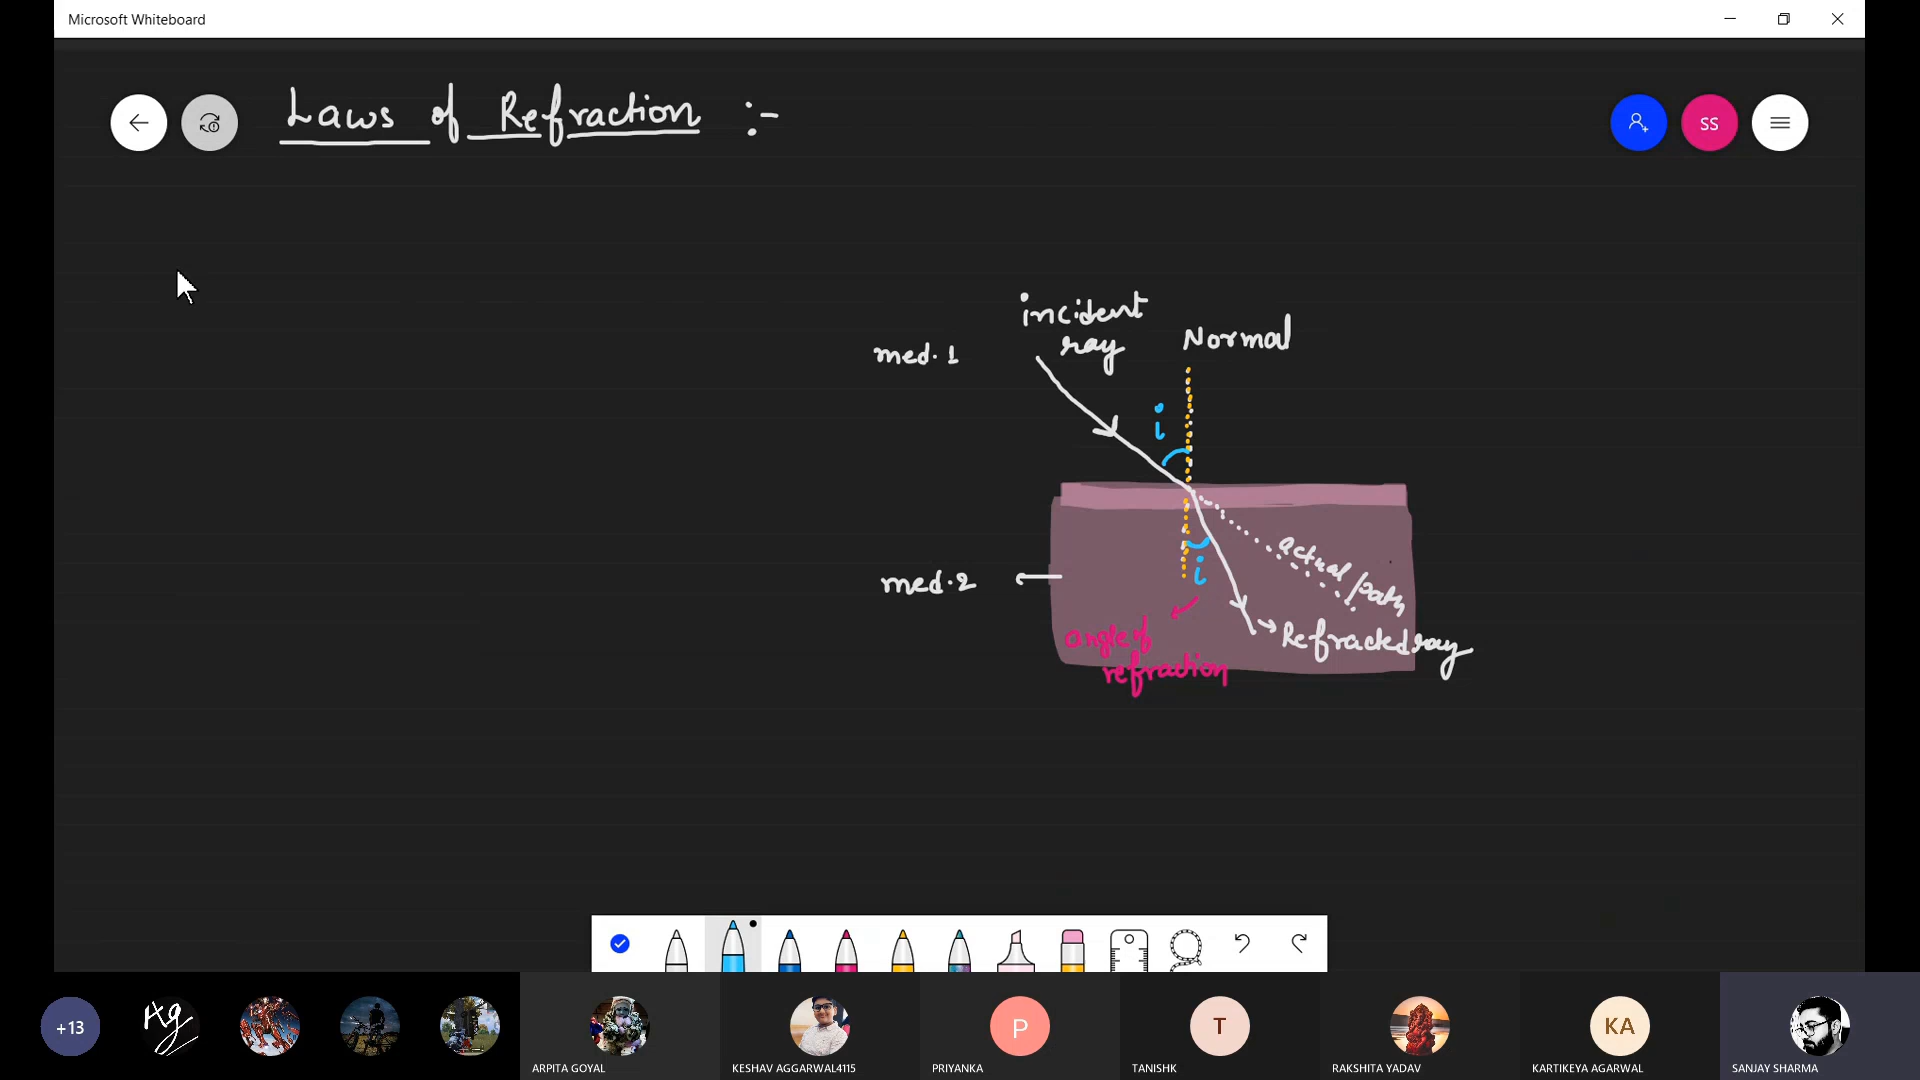 Microsoft Whiteboard
Laws of Refraction :-
SS
incident
ray
Normal
med. 1
i
actual path
med. 2
i
angle of
refraction
Refracted ray
+13
Ag
P
T
KA
ARPITA GOYAL
KESHAV AGGARWAL4115
PRIYANKA
TANISHK
RAKSHITA YADAV
KARTIKEYA AGARWAL
SANJAY SHARMA